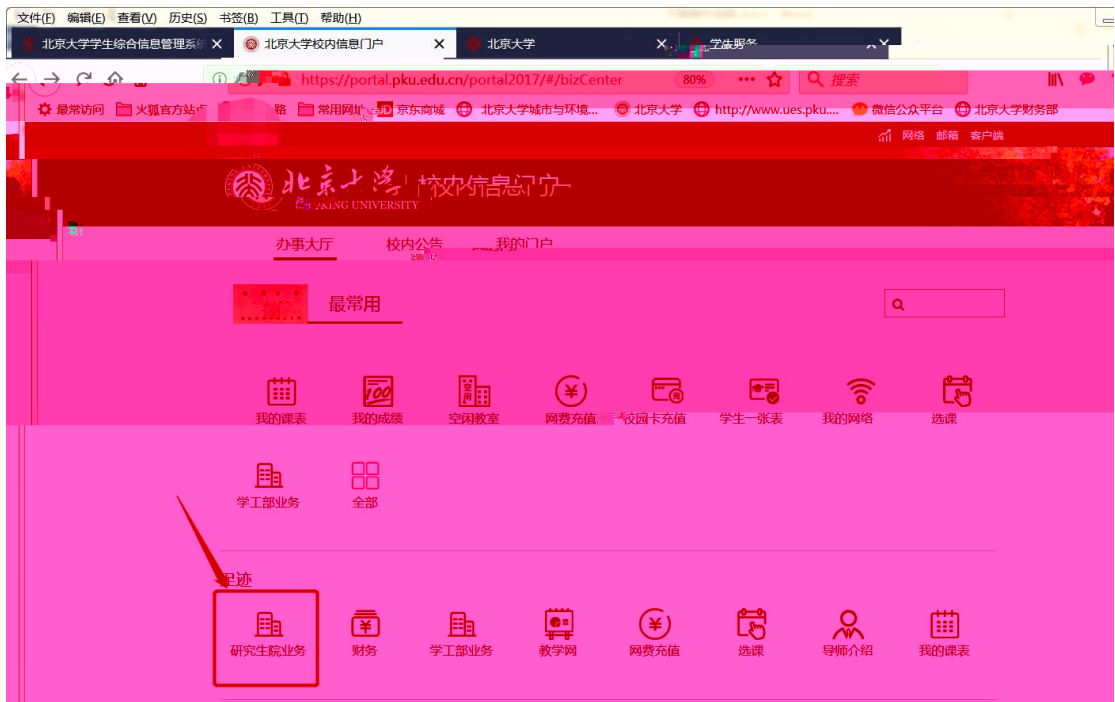 文件(F) 编辑(E) 查看(V) 历史(S) 书签(B) 工具(T) 帮助(H)
北京大学学生综合信息管理系统 北京大学校内信息门户 北京大学
https://portal.pku.edu.cn/portal2017/#/bizCenter 80% 搜索
最常访问 火狐官方站点 常用网址 JD 京东商城 北京大学城市与环境... 北京大学 http://www.ues.pku.... 微信公众平台 北京大学财务部
网络 邮箱 客户端
北京大学 校内信息门户
UNIVERSITY
办事大厅 校内公告 我的门户
最常用
我的课表 我的成绩 空闲教室 网费充值 校园卡充值 学生一张表 我的网络 选课
学工部业务 全部
足迹
研究生院业务 财务 学工部业务 教学网 网费充值 选课 导师介绍 我的课表